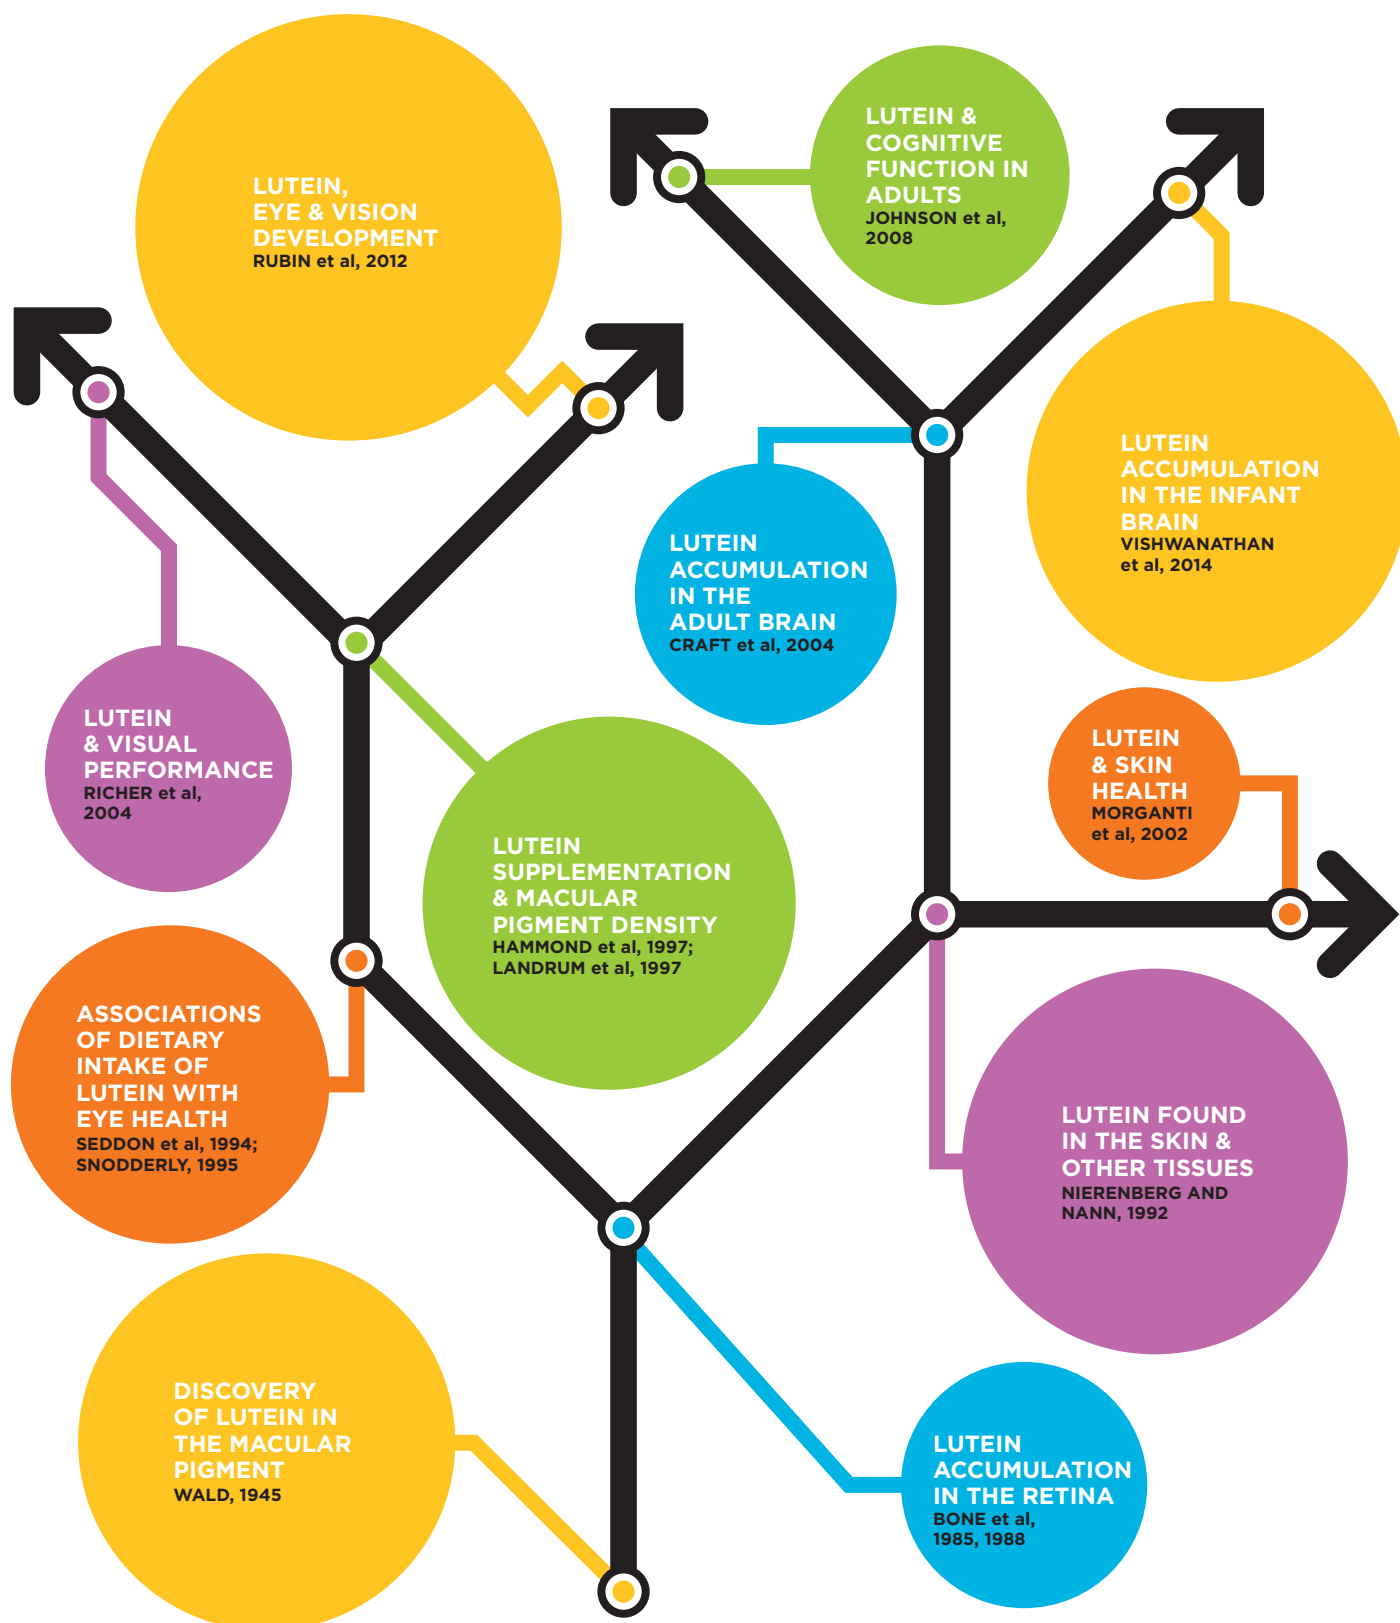 LUTEIN,
EYE & VISION
DEVELOPMENT
RUBIN et al, 2012
LUTEIN &
COGNITIVE
FUNCTION IN
ADULTS
JOHNSON et al,
2008
LUTEIN
ACCUMULATION
IN THE INFANT
BRAIN
VISHWANATHAN
et al, 2014
LUTEIN
ACCUMULATION
IN THE
ADULT BRAIN
CRAFT et al, 2004
LUTEIN
& VISUAL
PERFORMANCE
RICHER et al,
2004
LUTEIN
& SKIN
HEALTH
MORGANTI
et al, 2002
LUTEIN
SUPPLEMENTATION
& MACULAR
PIGMENT DENSITY
HAMMOND et al, 1997;
LANDRUM et al, 1997
ASSOCIATIONS
OF DIETARY
INTAKE OF
LUTEIN WITH
EYE HEALTH
SEDDON et al, 1994;
SNODDERLY, 1995
LUTEIN FOUND
IN THE SKIN &
OTHER TISSUES
NIERENBERG AND
NANN, 1992
DISCOVERY
OF LUTEIN IN
THE MACULAR
PIGMENT
WALD, 1945
LUTEIN
ACCUMULATION
IN THE RETINA
BONE et al,
1985, 1988